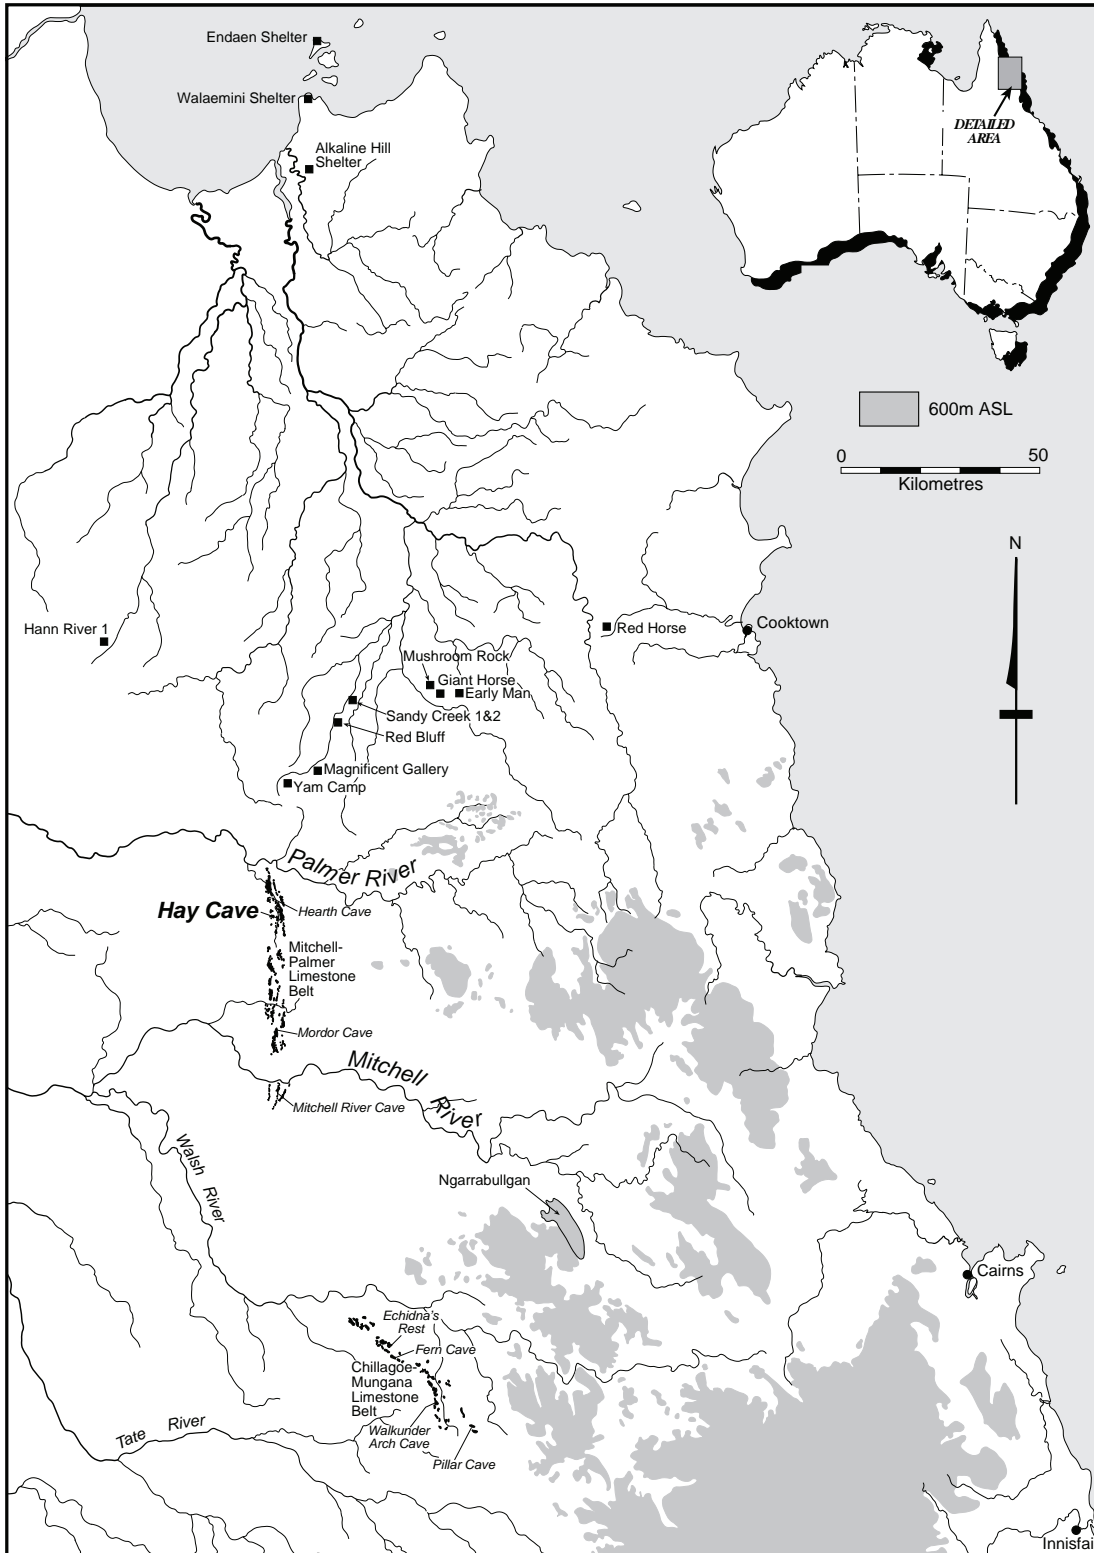 Endaen Shelter
Walaemini Shelter
Alkaline Hill
Shelter
DETAILED
AREA
600m ASL
0
50
Kilometres
N
Hann River 1
Red Horse
Cooktown
Mushroom Rock
Giant Horse
Early Man
Sandy Creek 1&2
Red Bluff
Magnificent Gallery
Yam Camp
Palmer River
Hay Cave
Hearth Cave
Mitchell-
Palmer
Limestone
Belt
Mordor Cave
Mitchell River
Mitchell River Cave
Walsh River
Ngarrabullgan
Cairns
Echidna's
Rest
Fern Cave
Chillagoe-
Mungana
Limestone
Belt
Walkunder
Arch Cave
Pillar Cave
Tate River
Innisfai